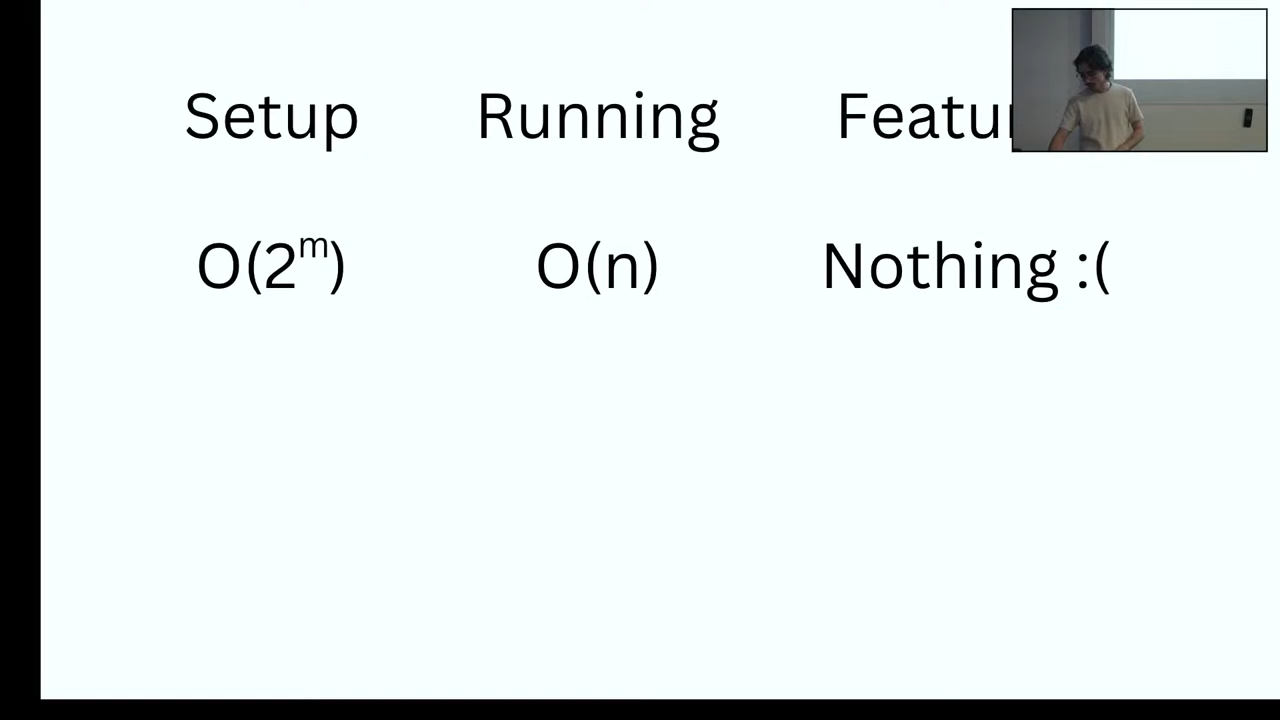 Setup Running
O(2ᵐ) O(n) Nothing :(